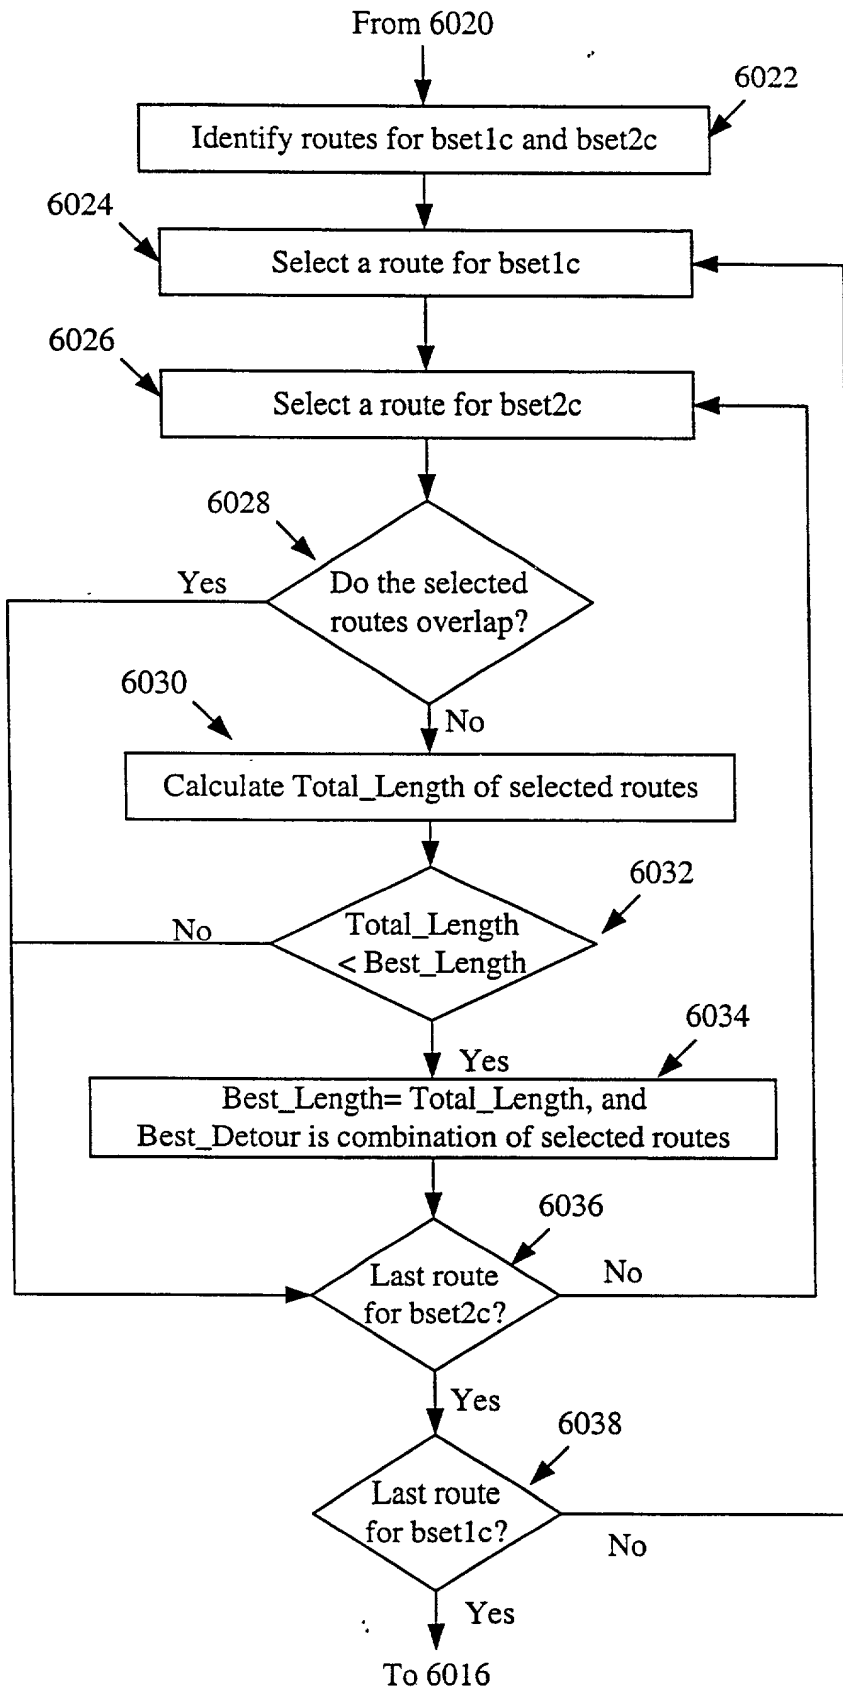 From 6020
6022
Identify routes for bset1c and bset2c
6024
Select a route for bset1c
6026
Select a route for bset2c
6028
Yes
Do the selected
routes overlap?
6030
No
Calculate Total_Length of selected routes
6032
No
Total_Length
< Best_Length
6034
Yes
Best_Length= Total_Length, and
Best_Detour is combination of selected routes
6036
Last route
for bset2c?
No
Yes
6038
Last route
for bset1c?
No
Yes
To 6016